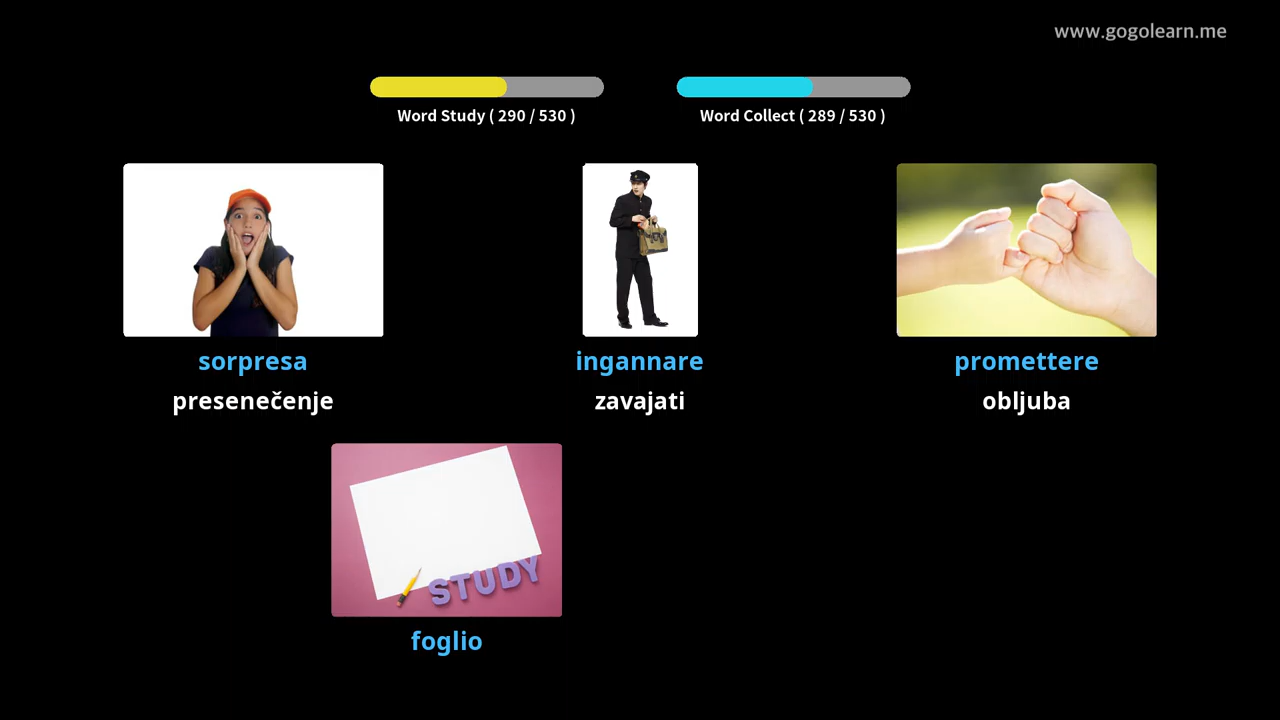 www.gogolearn.me
Word Study ( 290 / 530 )
Word Collect ( 289 / 530 )
sorpresa
ingannare
promettere
presenečenje
zavajati
obljuba
STUDY
foglio